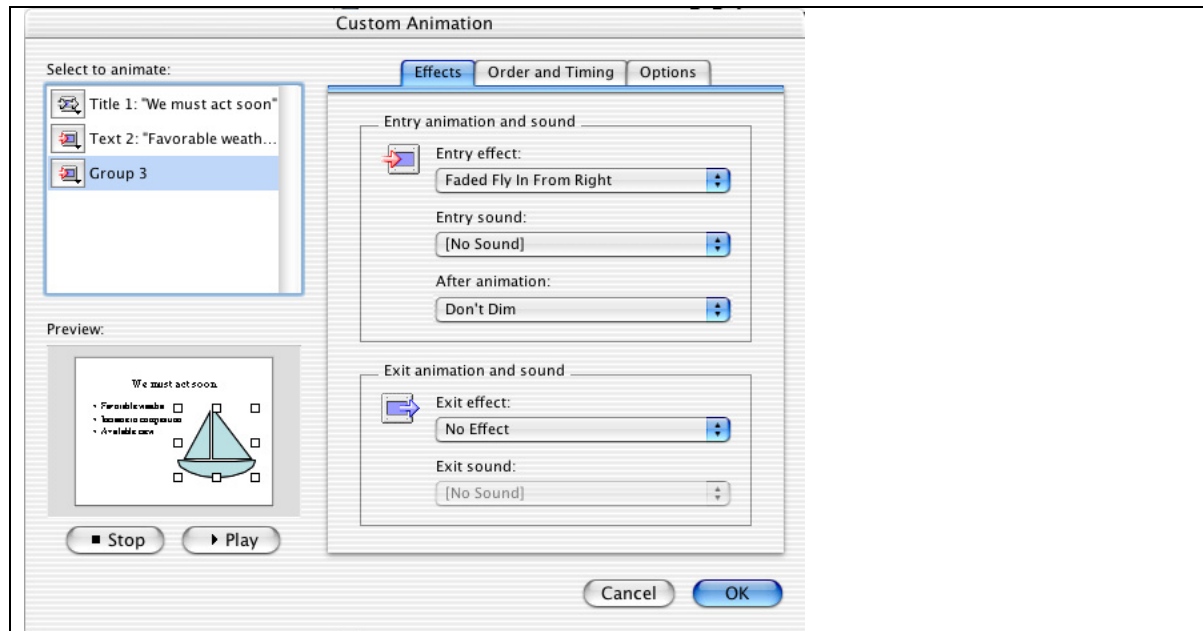 Custom Animation
Select to animate:
Title 1: "We must act soon"
Text 2: "Favorable weath...
Group 3
Effects
Order and Timing
Options
Entry animation and sound
Entry effect:
Faded Fly In From Right
Entry sound:
[No Sound]
After animation:
Don't Dim
Preview:
We must act soon
Favorable weather
Available crew
Exit animation and sound
Exit effect:
No Effect
Exit sound:
[No Sound]
Stop
Play
Cancel
OK